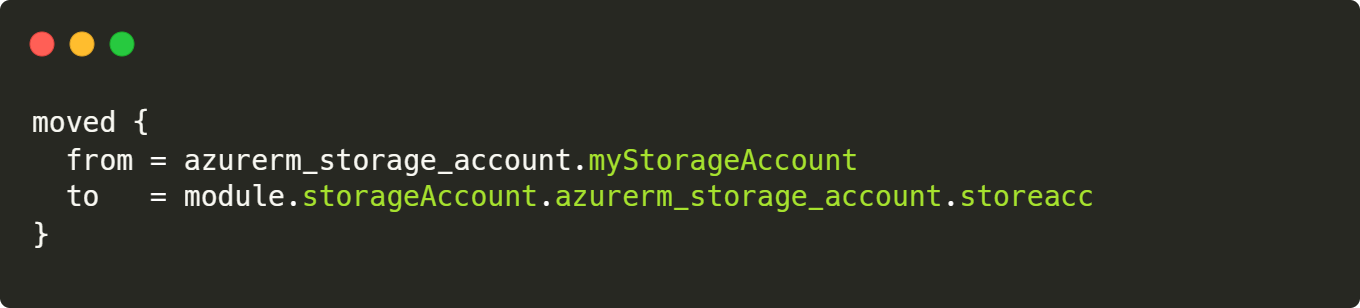 moved {
  from = azurerm_storage_account.myStorageAccount
  to   = module.storageAccount.azurerm_storage_account.storeacc
}